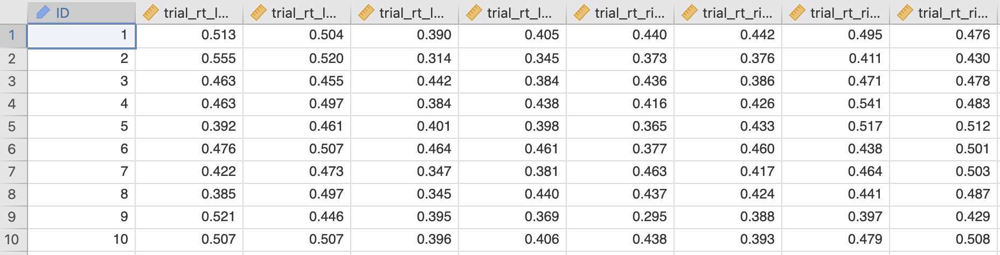 ID trial_rt_l... trial_rt_l... trial_rt_l... trial_rt_l... trial_rt_ri... trial_rt_ri... trial_rt_ri... trial_rt_ri...
1 1 0.513 0.504 0.390 0.405 0.440 0.442 0.495 0.476
2 2 0.555 0.520 0.314 0.345 0.373 0.376 0.411 0.430
3 3 0.463 0.455 0.442 0.384 0.436 0.386 0.471 0.478
4 4 0.463 0.497 0.384 0.438 0.416 0.426 0.541 0.483
5 5 0.392 0.461 0.401 0.398 0.365 0.433 0.517 0.512
6 6 0.476 0.507 0.464 0.461 0.377 0.460 0.438 0.501
7 7 0.422 0.473 0.347 0.381 0.463 0.417 0.464 0.503
8 8 0.385 0.497 0.345 0.440 0.437 0.424 0.441 0.487
9 9 0.521 0.446 0.395 0.369 0.295 0.388 0.397 0.429
10 10 0.507 0.507 0.396 0.406 0.438 0.393 0.479 0.508